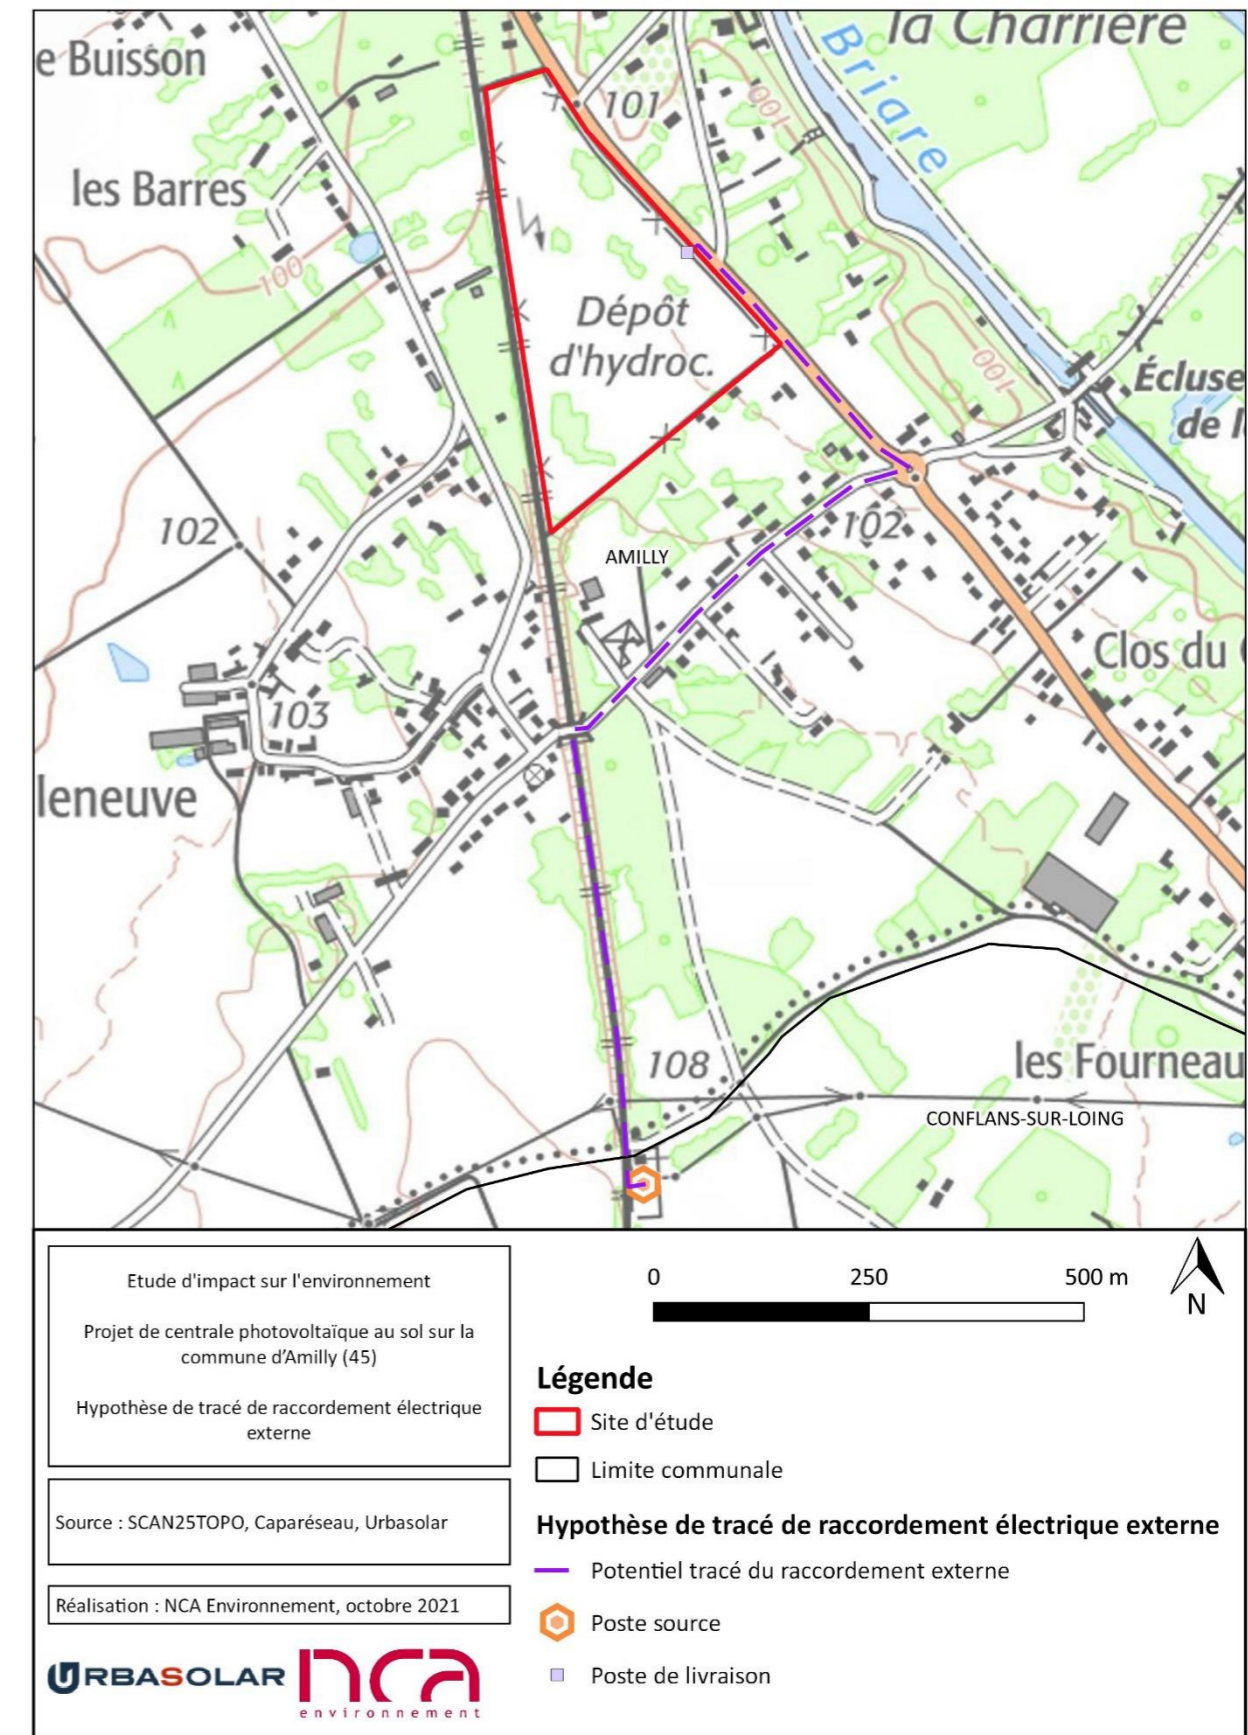 la Charrière
e Buisson
Briare
101
100
les Barres
100
Dépôt
d'hydroc.
100
Écluse
de l
102
102
AMILLY
Clos du
103
leneuve
108
les Fourneau
CONFLANS-SUR-LOING
Etude d'impact sur l'environnement
Projet de centrale photovoltaïque au sol sur la
commune d'Amilly (45)
Hypothèse de tracé de raccordement électrique
externe
Source : SCAN25TOPO, Caparéseau, Urbasolar
Réalisation : NCA Environnement, octobre 2021
URBASOLAR
nca
environnement
0 250 500 m
N
Légende
Site d'étude
Limite communale
Hypothèse de tracé de raccordement électrique externe
Potentiel tracé du raccordement externe
Poste source
Poste de livraison